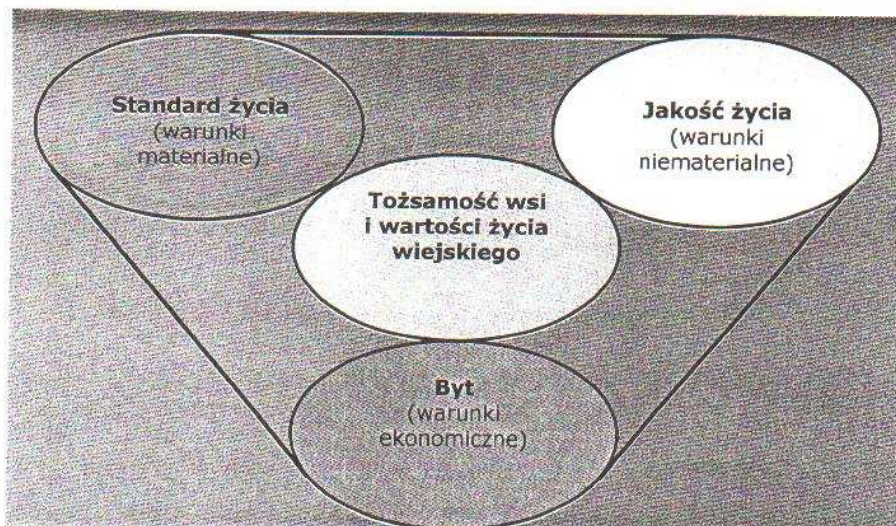 Standard życia
(warunki
materialne)
Jakość życia
(warunki
niematerialne)
Tożsamość wsi
i wartości życia
wiejskiego
Byt
(warunki
ekonomiczne)